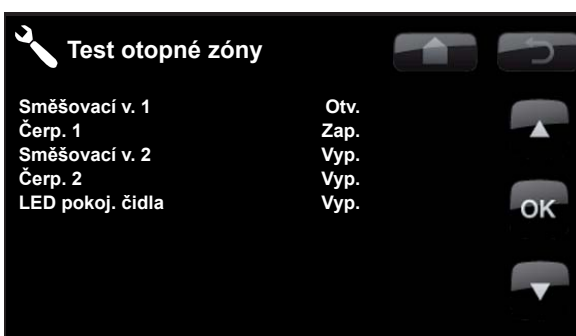 Test otopné zóny
Směšovací v. 1 Otv.
Čerp. 1 Zap.
Směšovací v. 2 Vyp.
Čerp. 2 Vyp.
LED pokoj. čidla Vyp.
OK